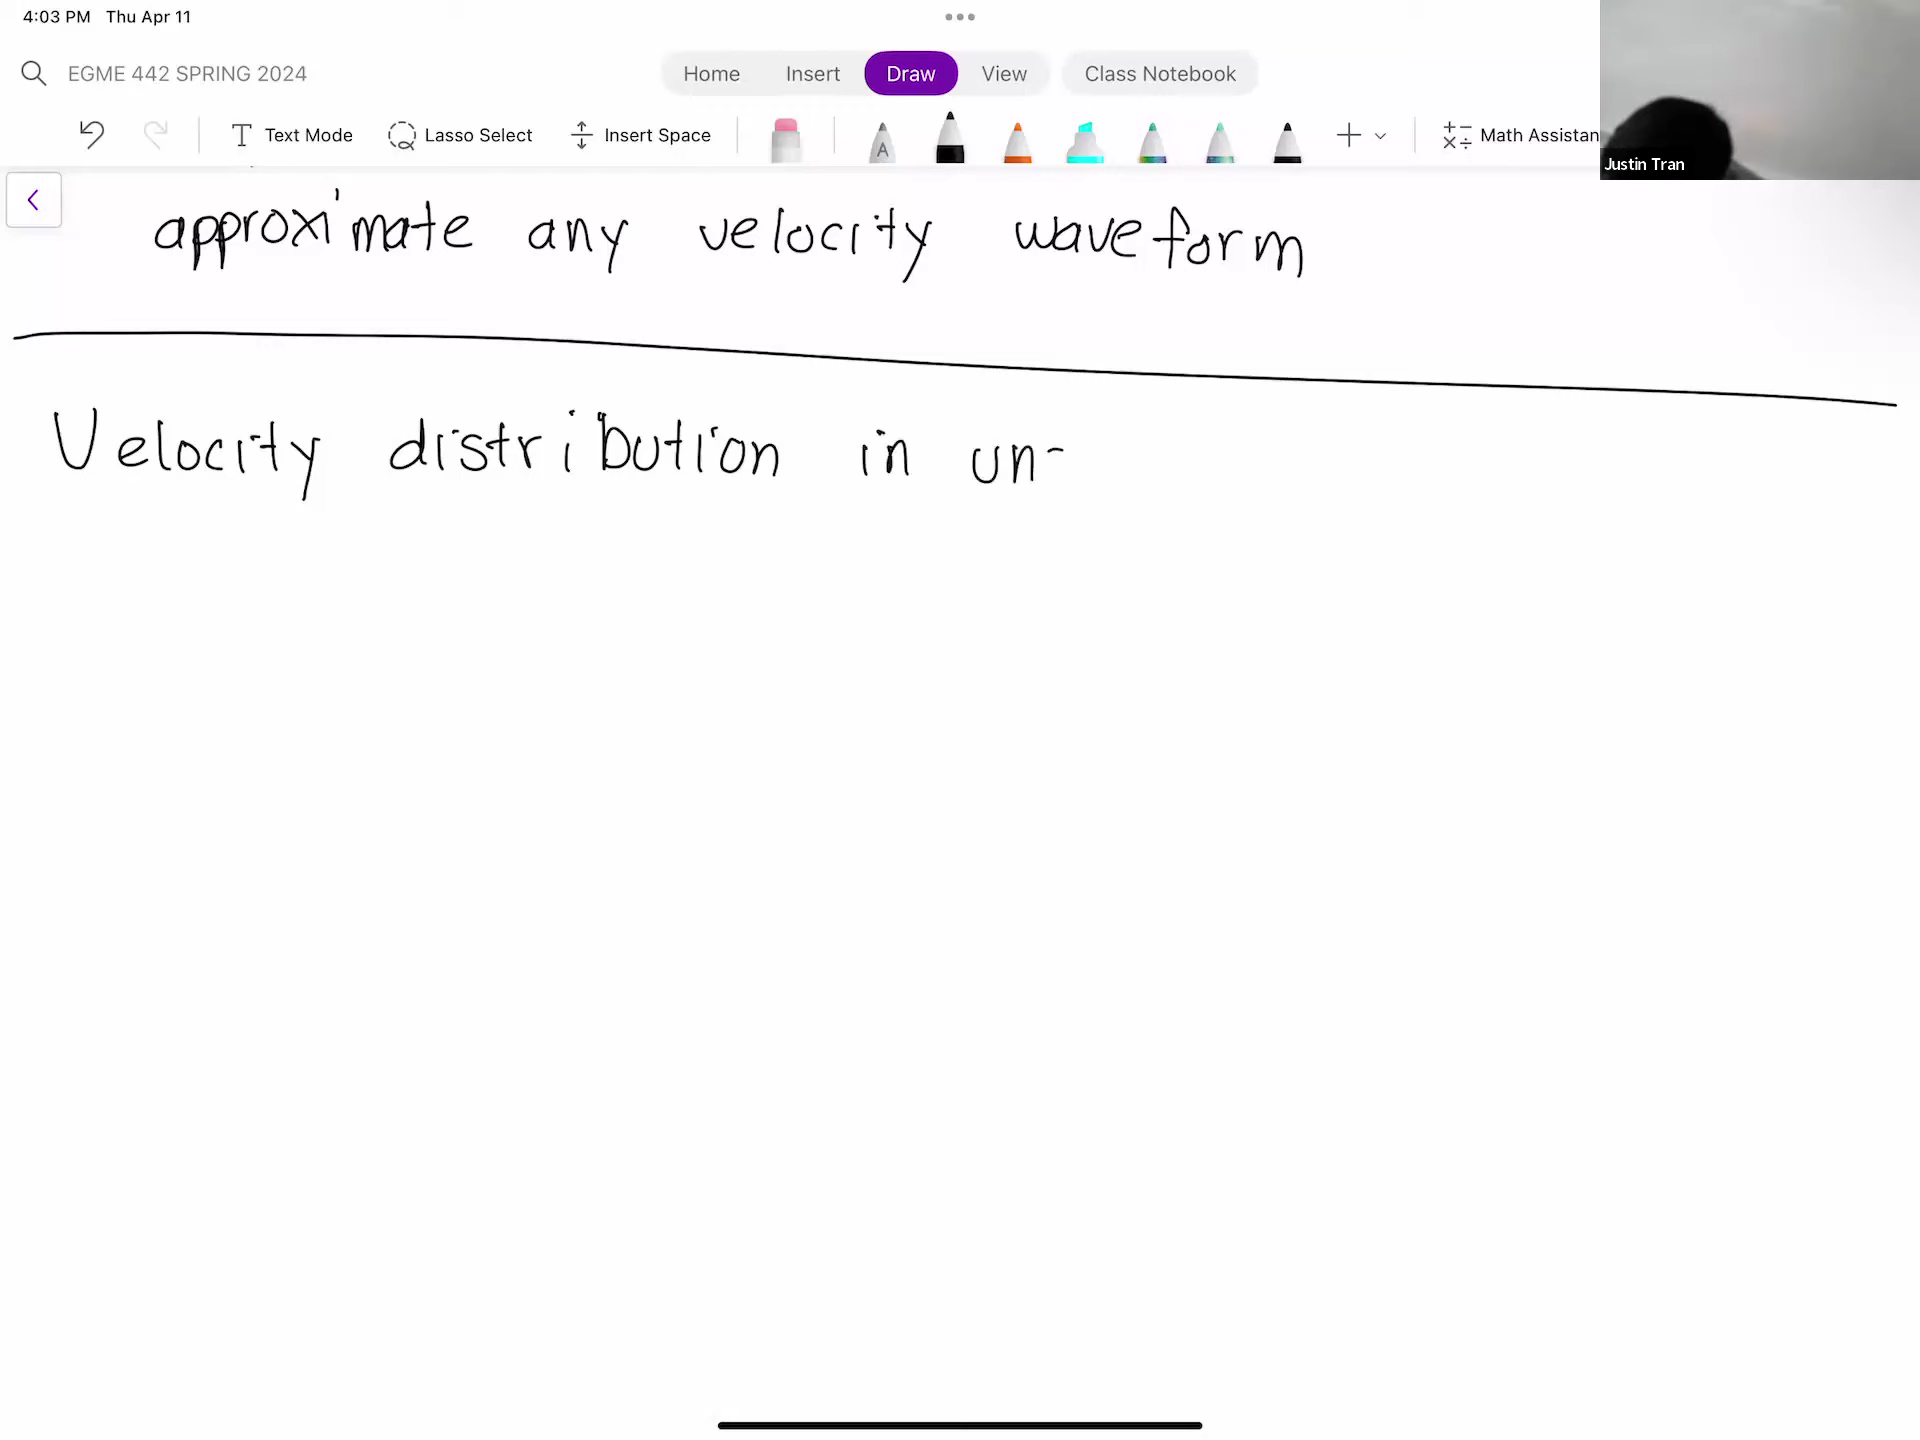 4:03 PM Thu Apr 11
EGME 442 SPRING 2024
Home Insert Draw View Class Notebook
Text Mode Lasso Select Insert Space A Math Assistan
Justin Tran
approximate any velocity waveform
Velocity distribution in un-